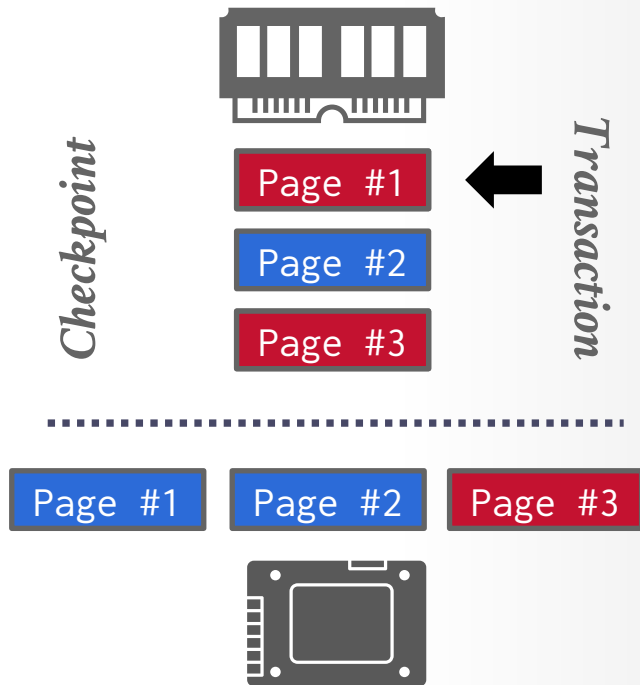 Checkpoint
Transaction
Page #1
Page #2
Page #3
Page #1
Page #2
Page #3